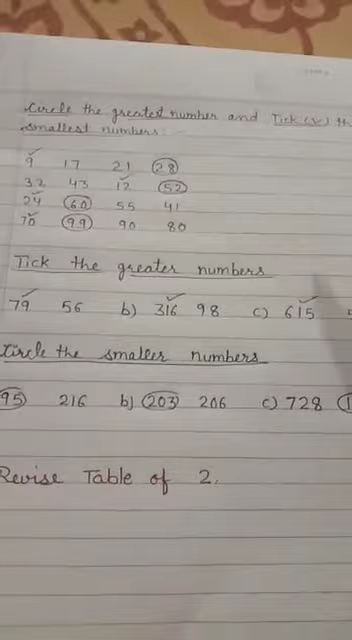 Circle the greatest number and Tick (✓) th
smallest numbers.
9✓ 17 21 28
32 43 12✓ 52
24✓ 60 55 41
70✓ 99 90 80
Tick the greater numbers
79✓ 56 b) 316✓ 98 c) 615✓
Circle the smaller numbers
95 216 b) 203 206 c) 728
Revise Table of 2.